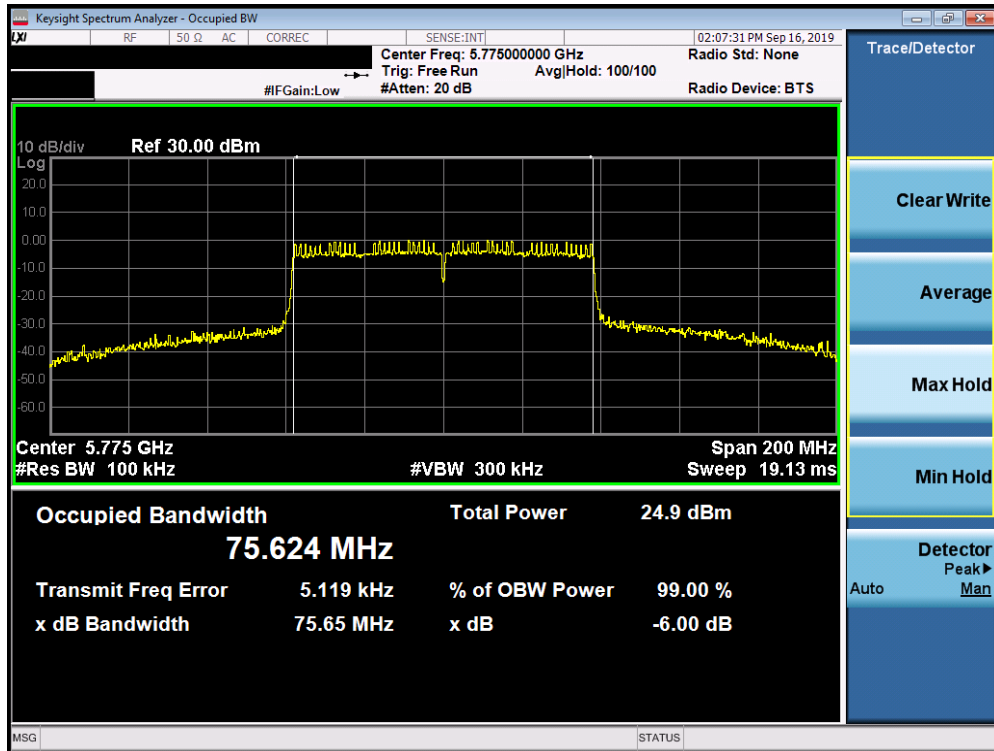 Keysight Spectrum Analyzer - Occupied BW
LXI RF 50 Ω AC CORREC SENSE:INT 02:07:31 PM Sep 16, 2019
Center Freq: 5.775000000 GHz Radio Std: None
Trig: Free Run Avg|Hold: 100/100
#IFGain:Low #Atten: 20 dB Radio Device: BTS
10 dB/div Ref 30.00 dBm
Log
20.0
10.0
0.00
-10.0
-20.0
-30.0
-40.0
-50.0
-60.0
Center 5.775 GHz Span 200 MHz
#Res BW 100 kHz #VBW 300 kHz Sweep 19.13 ms
Occupied Bandwidth Total Power 24.9 dBm
75.624 MHz
Transmit Freq Error 5.119 kHz % of OBW Power 99.00 %
x dB Bandwidth 75.65 MHz x dB -6.00 dB
MSG STATUS
Trace/Detector
Clear Write
Average
Max Hold
Min Hold
Detector
Peak▶
Auto Man